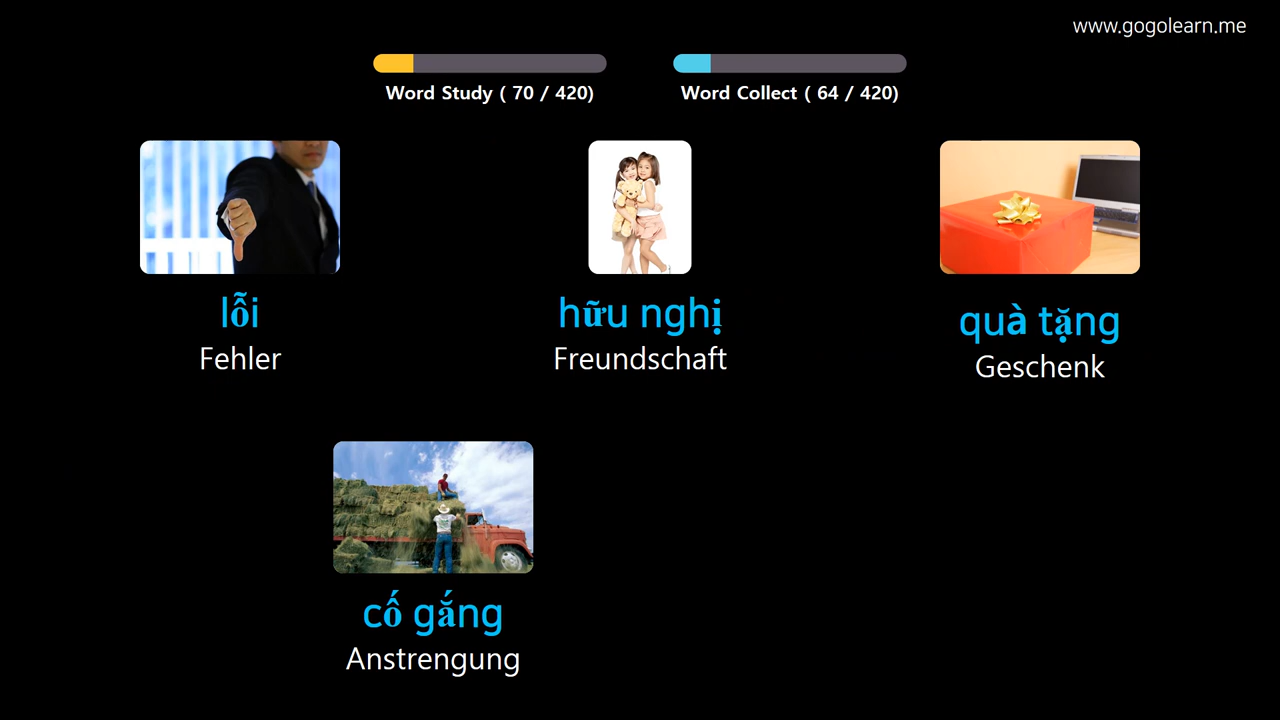 www.gogolearn.me
Word Study ( 70 / 420)
Word Collect ( 64 / 420)
lỗi
Fehler
hữu nghị
Freundschaft
quà tặng
Geschenk
cố gắng
Anstrengung